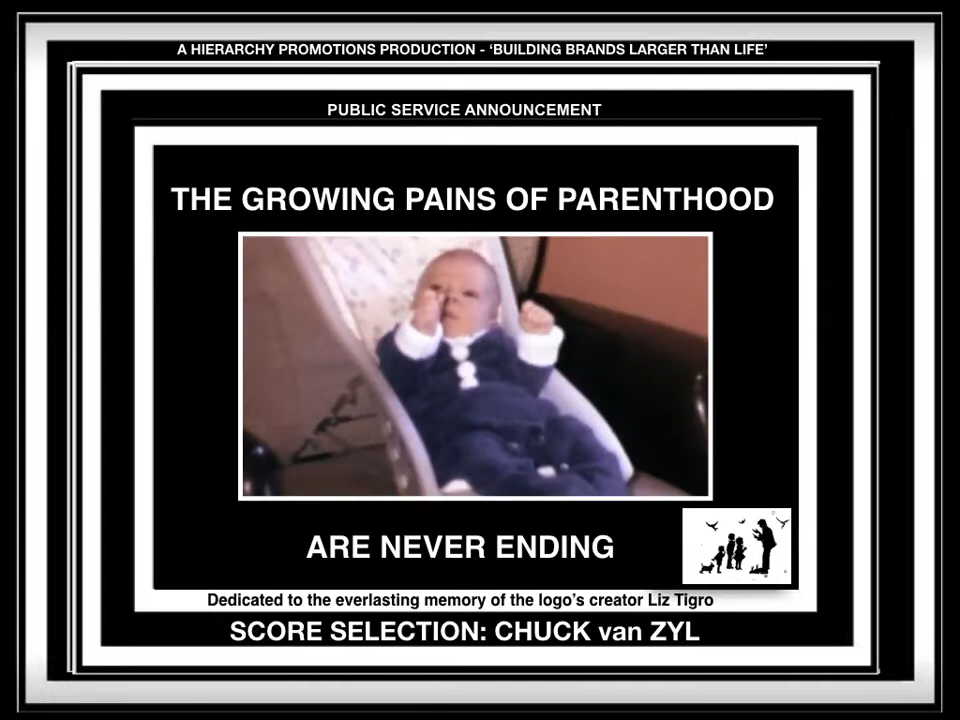 A HIERARCHY PROMOTIONS PRODUCTION - ‘BUILDING BRANDS LARGER THAN LIFE’
PUBLIC SERVICE ANNOUNCEMENT
THE GROWING PAINS OF PARENTHOOD
ARE NEVER ENDING
Dedicated to the everlasting memory of the logo’s creator Liz Tigro
SCORE SELECTION: CHUCK van ZYL